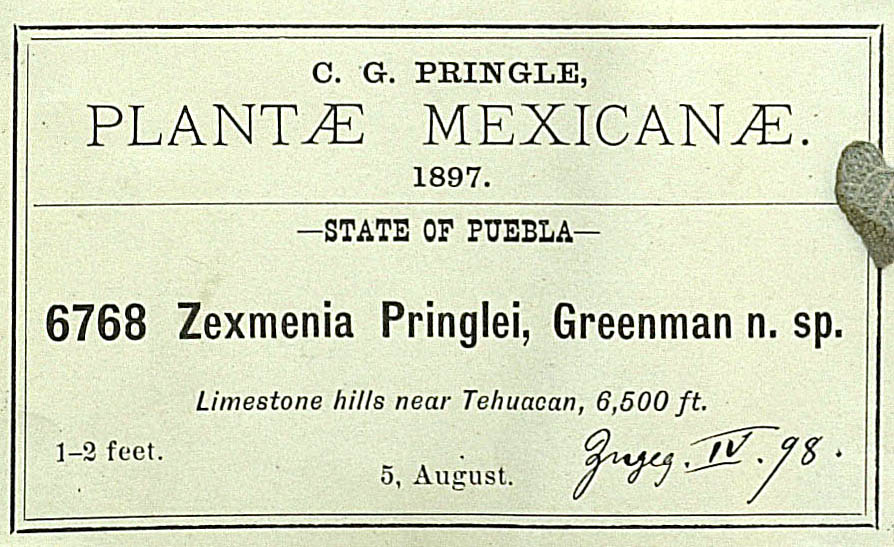 C. G. PRINGLE,
PLANTÆ MEXICANÆ.
1897.
—STATE OF PUEBLA—
6768 Zexmenia Pringlei, Greenman n. sp.
Limestone hills near Tehuacan, 6,500 ft.
1–2 feet.
5, August.
Zugeg. IV. 98.